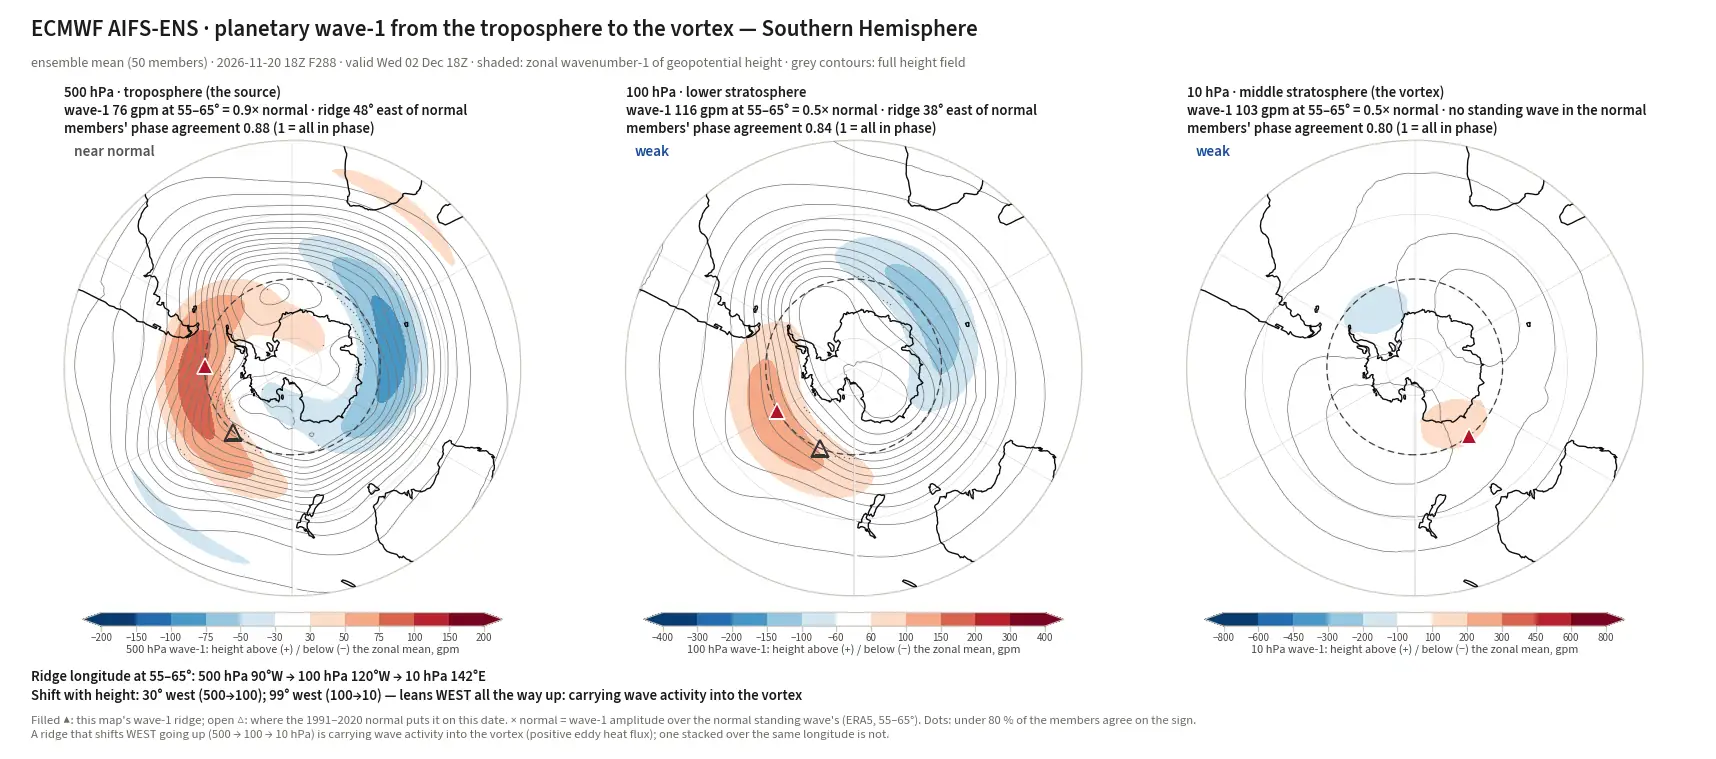 ECMWF AIFS-ENS · planetary wave-1 from the troposphere to the vortex — Southern Hemisphere
ensemble mean (50 members) · 2026-11-20 18Z F288 · valid Wed 02 Dec 18Z · shaded: zonal wavenumber-1 of geopotential height · grey contours: full height field
500 hPa · troposphere (the source)
wave-1 76 gpm at 55–65° = 0.9× normal · ridge 48° east of normal
members' phase agreement 0.88 (1 = all in phase)
near normal
−200 −150 −100 −75 −50 −30 30 50 75 100 150 200
500 hPa wave-1: height above (+) / below (−) the zonal mean, gpm
100 hPa · lower stratosphere
wave-1 116 gpm at 55–65° = 0.5× normal · ridge 38° east of normal
members' phase agreement 0.84 (1 = all in phase)
weak
−400 −300 −200 −150 −100 −60 60 100 150 200 300 400
100 hPa wave-1: height above (+) / below (−) the zonal mean, gpm
10 hPa · middle stratosphere (the vortex)
wave-1 103 gpm at 55–65° = 0.5× normal · no standing wave in the normal
members' phase agreement 0.80 (1 = all in phase)
weak
−800 −600 −450 −300 −200 −100 100 200 300 450 600 800
10 hPa wave-1: height above (+) / below (−) the zonal mean, gpm
Ridge longitude at 55–65°: 500 hPa 90°W → 100 hPa 120°W → 10 hPa 142°E
Shift with height: 30° west (500→100); 99° west (100→10) — leans WEST all the way up: carrying wave activity into the vortex
Filled ▲: this map's wave-1 ridge; open △: where the 1991–2020 normal puts it on this date. × normal = wave-1 amplitude over the normal standing wave's (ERA5, 55–65°). Dots: under 80 % of the members agree on the sign.
A ridge that shifts WEST going up (500 → 100 → 10 hPa) is carrying wave activity into the vortex (positive eddy heat flux); one stacked over the same longitude is not.